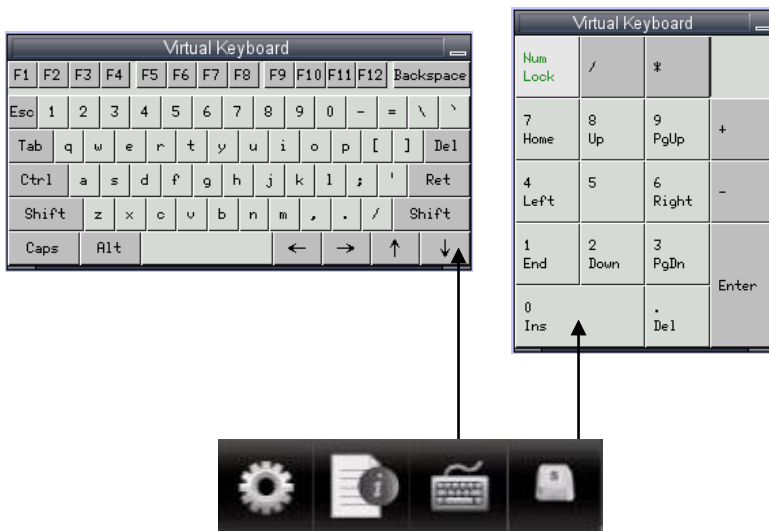 Virtual Keyboard
F1 F2 F3 F4 F5 F6 F7 F8 F9 F10 F11 F12 Backspace
Esc 1 2 3 4 5 6 7 8 9 0 - = \ `
Tab q w e r t y u i o p [ ] Del
Ctrl a s d f g h j k l ; ' Ret
Shift z x c v b n m , . / Shift
Caps Alt ← → ↑ ↓
Virtual Keyboard
Num Lock / *
7 Home 8 Up 9 PgUp +
4 Left 5 6 Right -
1 End 2 Down 3 PgDn Enter
0 Ins . Del
i